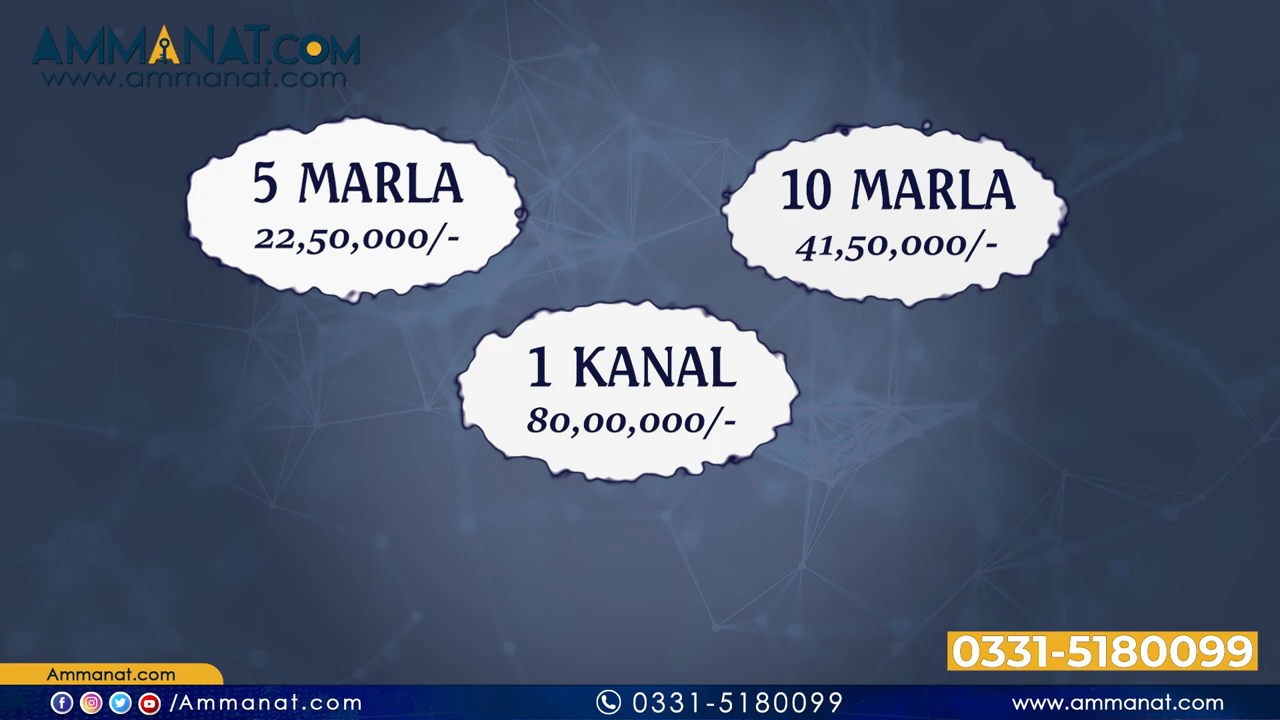 AMMANAT.COM
www.ammanat.com
5 MARLA
22,50,000/-
10 MARLA
41,50,000/-
1 KANAL
80,00,000/-
0331-5180099
Ammanat.com
/Ammanat.com
0331-5180099
www.ammanat.com